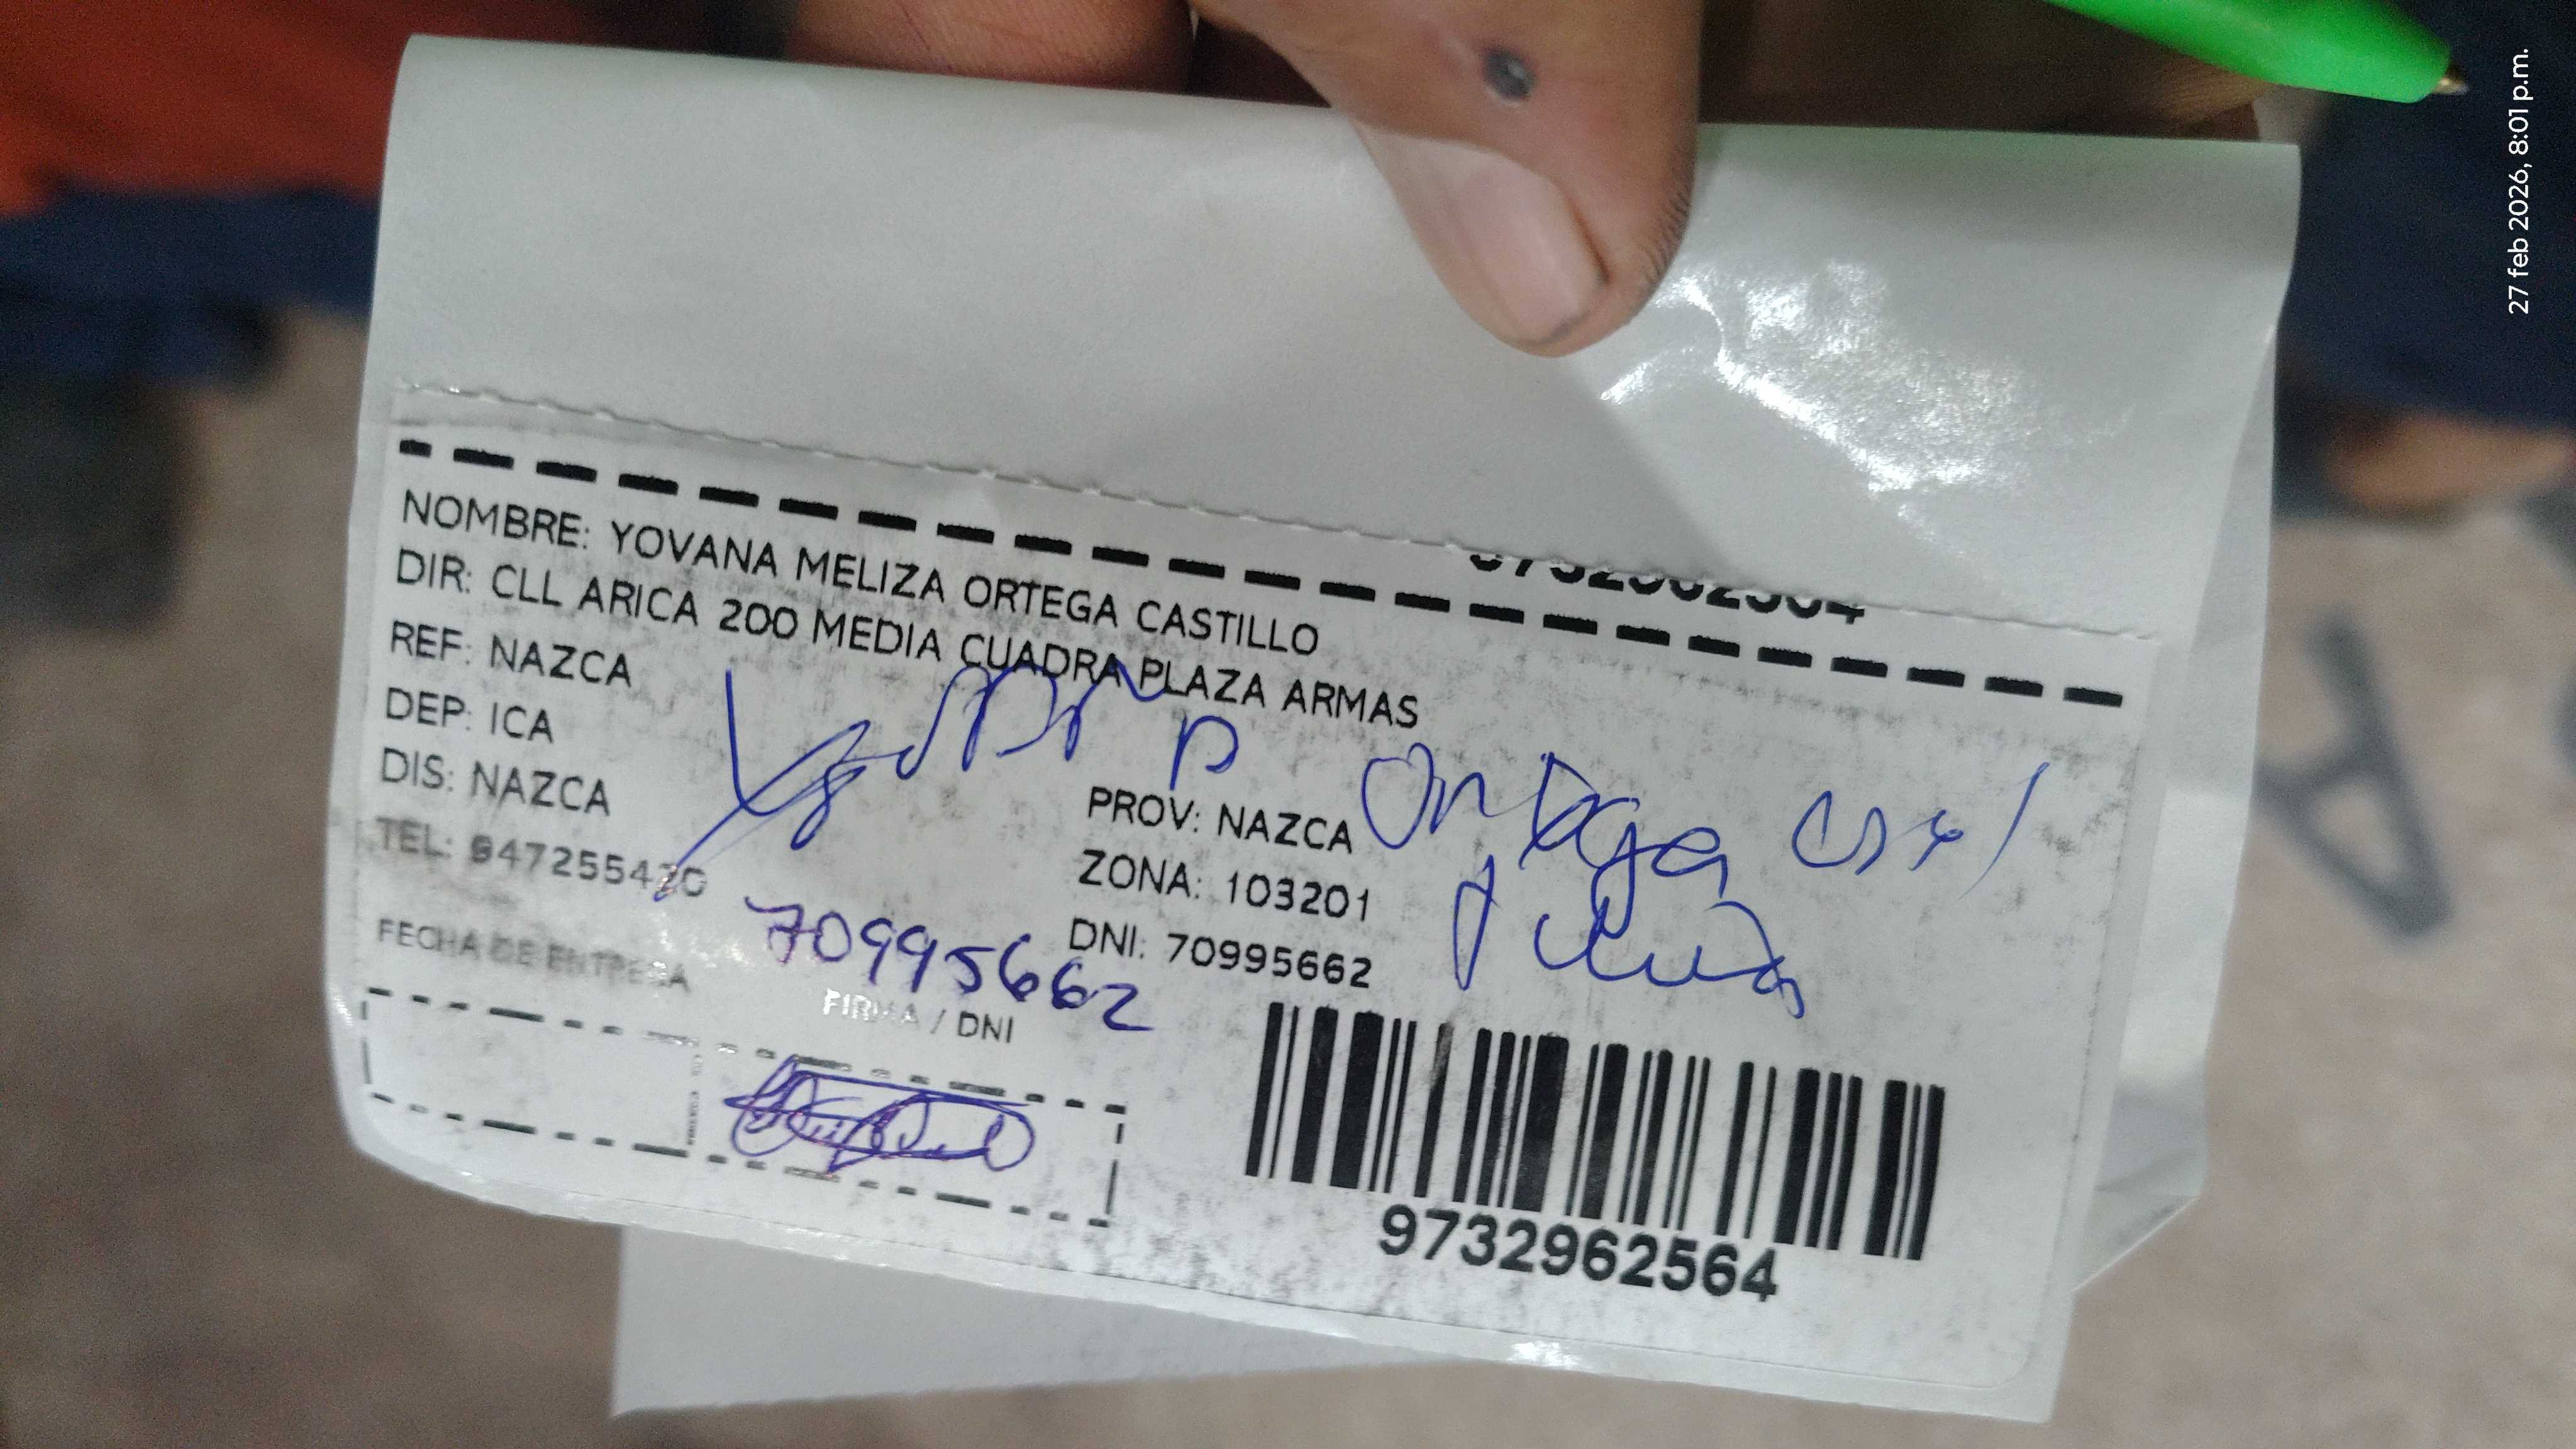 27 feb 2026, 8:01 p.m.
NOMBRE: YOVANA MELIZA ORTEGA CASTILLO
DIR: CLL ARICA 200 MEDIA CUADRA PLAZA ARMAS
REF: NAZCA
DEP: ICA
DIS: NAZCA
PROV: NAZCA
Ortega
TEL: 947255420
ZONA: 103201
DNI: 70995662
70995662
FECHA DE ENTREGA
FIRMA / DNI
9732962564